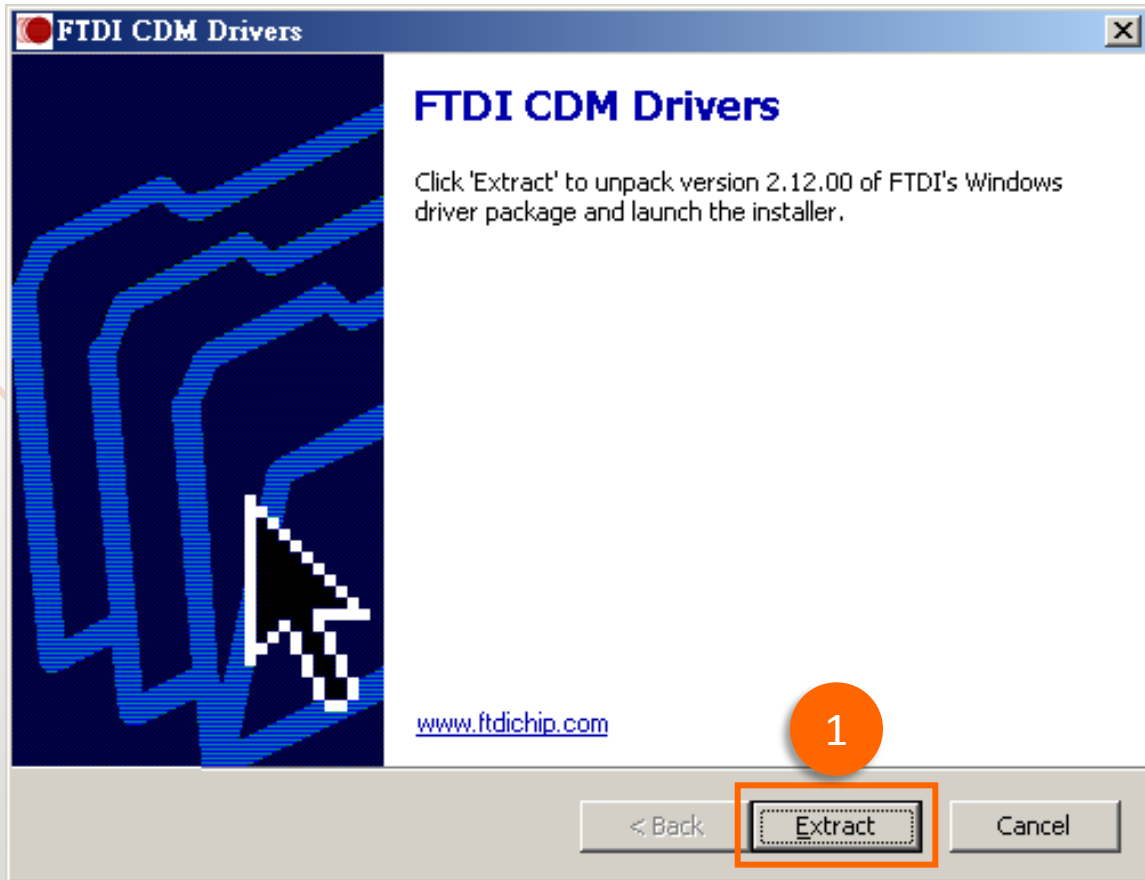 FTDI CDM Drivers
FTDI CDM Drivers
Click 'Extract' to unpack version 2.12.00 of FTDI's Windows
driver package and launch the installer.
www.ftdichip.com
1
< Back
Extract
Cancel